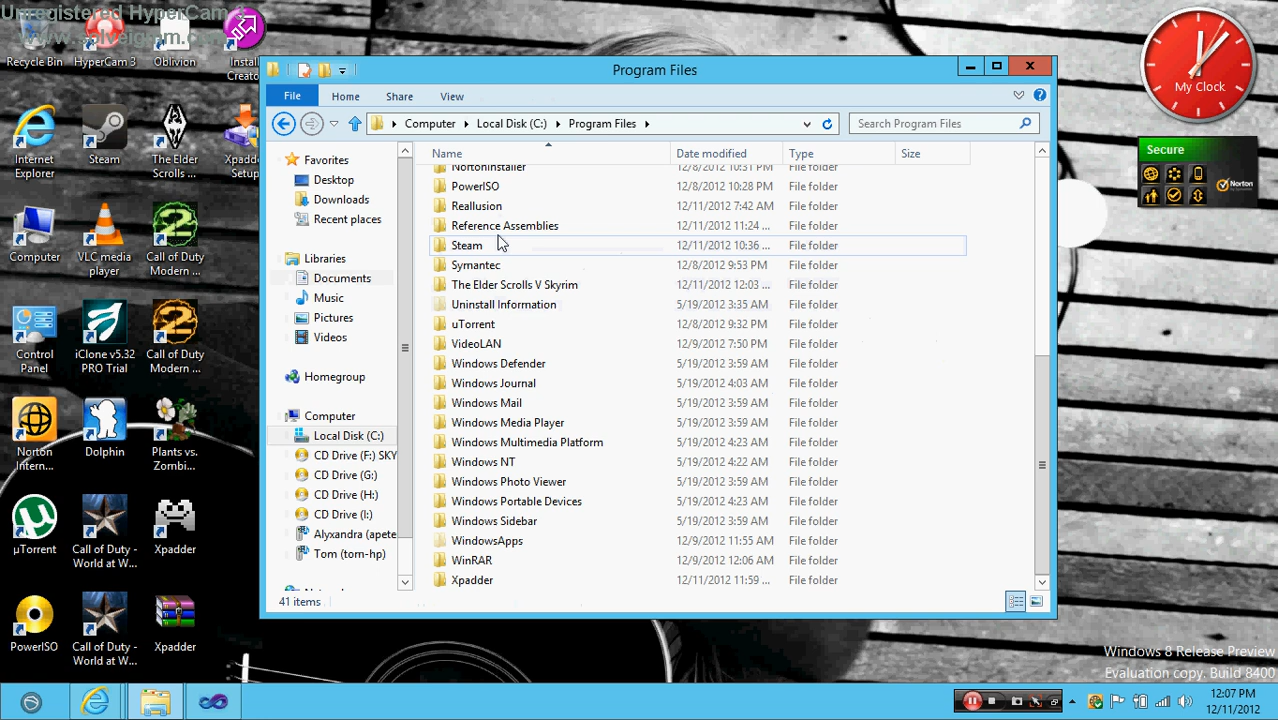 Unregistered HyperCam 3
Recycle Bin
HyperCam 3
Oblivion
Install
Creato...
Internet
Explorer
Steam
The Elder
Scrolls ...
Xpadde
Setu
Computer
VLC media
player
Call of Duty
Modern ...
Control
Panel
iClone v5.32
PRO Trial
Call of Duty
Modern ...
Norton
Intern...
Dolphin
Plants vs.
Zombi...
µTorrent
Call of Duty -
World at W...
Xpadder
PowerISO
Call of Duty -
World at W...
Xpadder
Program Files
File
Home
Share
View
Computer
Local Disk (C:)
Program Files
Search Program Files
Favorites
Desktop
Downloads
Recent places
Libraries
Documents
Music
Pictures
Videos
Homegroup
Computer
Local Disk (C:)
CD Drive (F:) SKY
CD Drive (G:)
CD Drive (H:)
CD Drive (I:)
Alyxandra (apete
Tom (tom-hp)
Name Date modified Type Size
NortonInstaller 12/8/2012 10:31 PM File folder
PowerISO 12/8/2012 10:28 PM File folder
Reallusion 12/11/2012 7:42 AM File folder
Reference Assemblies 12/11/2012 11:24 ... File folder
Steam 12/11/2012 10:36 ... File folder
Symantec 12/8/2012 9:53 PM File folder
The Elder Scrolls V Skyrim 12/11/2012 12:03 ... File folder
Uninstall Information 5/19/2012 3:35 AM File folder
uTorrent 12/8/2012 9:32 PM File folder
VideoLAN 12/9/2012 7:50 PM File folder
Windows Defender 5/19/2012 3:59 AM File folder
Windows Journal 5/19/2012 4:03 AM File folder
Windows Mail 5/19/2012 3:59 AM File folder
Windows Media Player 5/19/2012 3:59 AM File folder
Windows Multimedia Platform 5/19/2012 4:23 AM File folder
Windows NT 5/19/2012 4:22 AM File folder
Windows Photo Viewer 5/19/2012 3:59 AM File folder
Windows Portable Devices 5/19/2012 4:23 AM File folder
Windows Sidebar 5/19/2012 3:59 AM File folder
WindowsApps 12/9/2012 11:55 AM File folder
WinRAR 12/9/2012 12:06 AM File folder
Xpadder 12/11/2012 11:59 ... File folder
41 items
My Clock
Secure
Norton
Windows 8 Release Preview
Evaluation copy. Build 8400
12:07 PM
12/11/2012